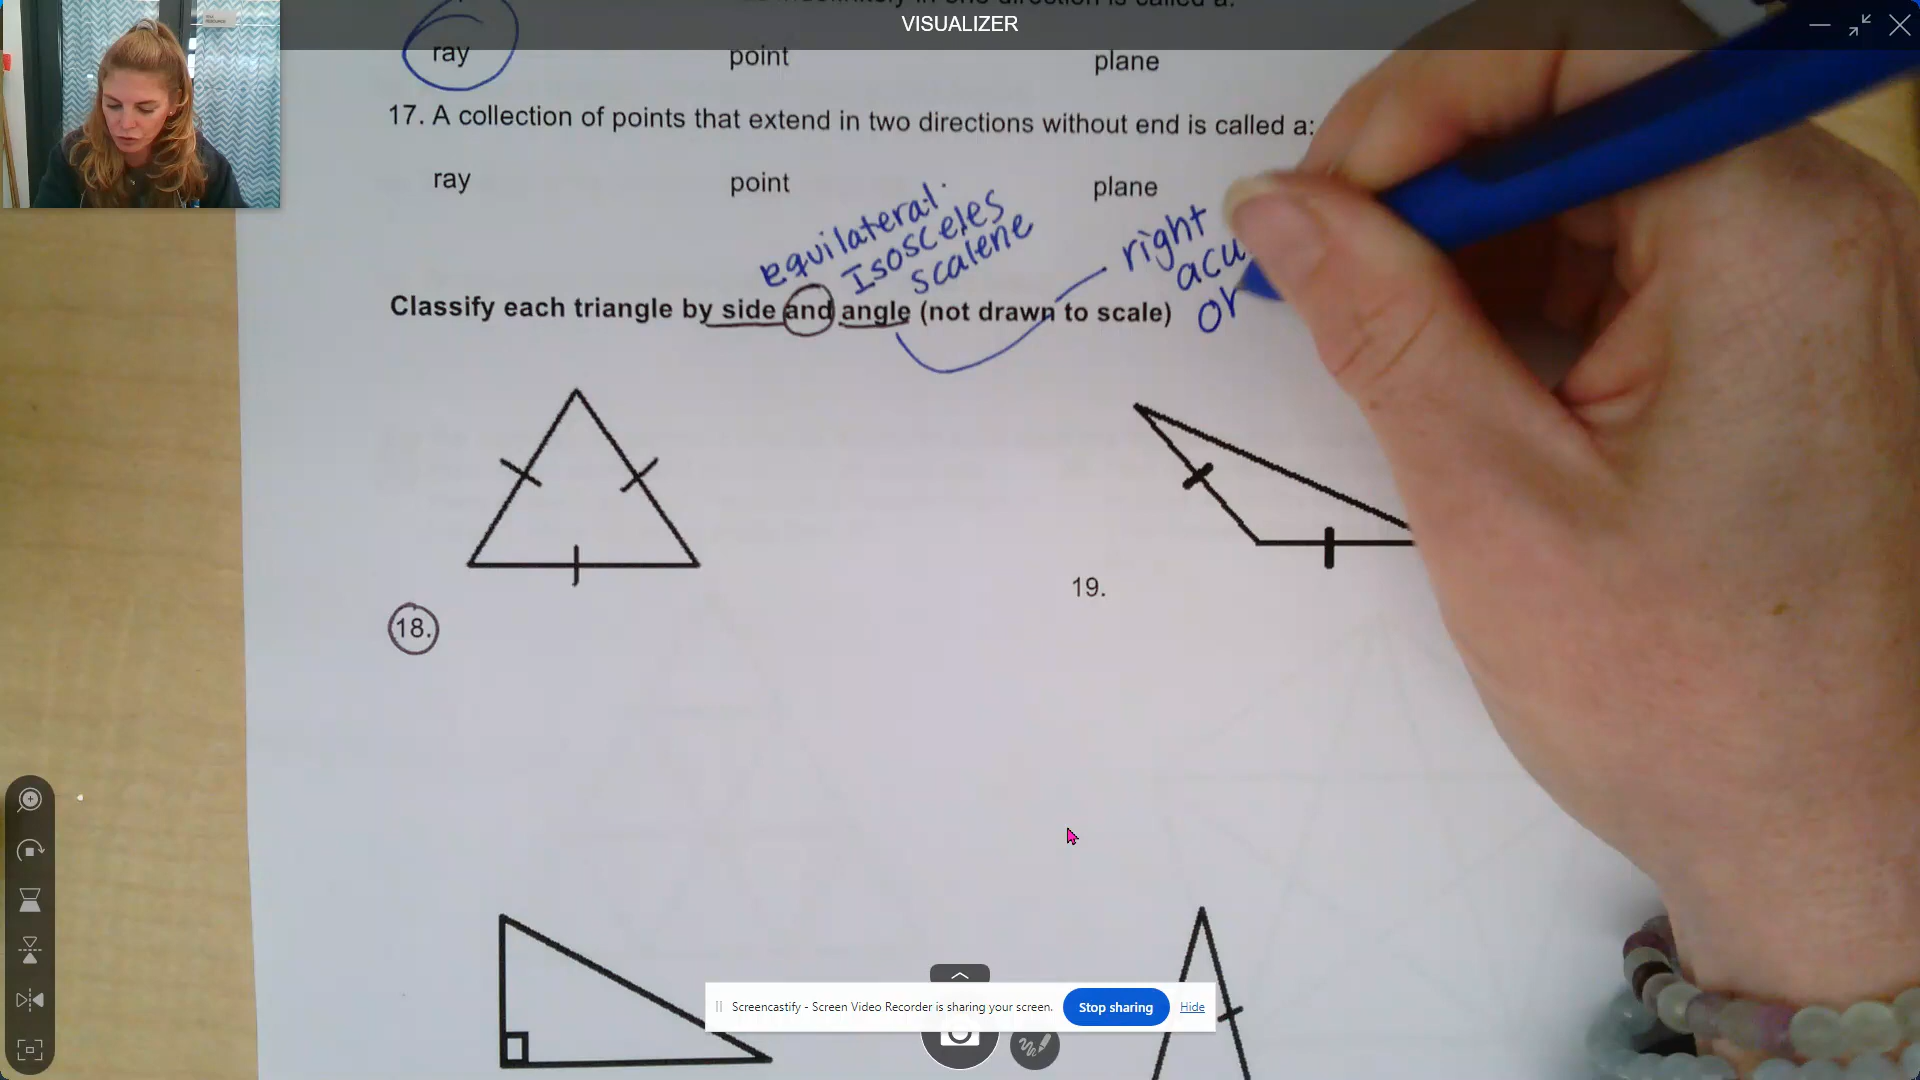 VISUALIZER
ray point plane
17. A collection of points that extend in two directions without end is called a:
ray point plane
equilateral
Isosceles
scalene
right
acu
or
Classify each triangle by side and angle (not drawn to scale)
18.
19.
Screencastify - Screen Video Recorder is sharing your screen.
Stop sharing
Hide